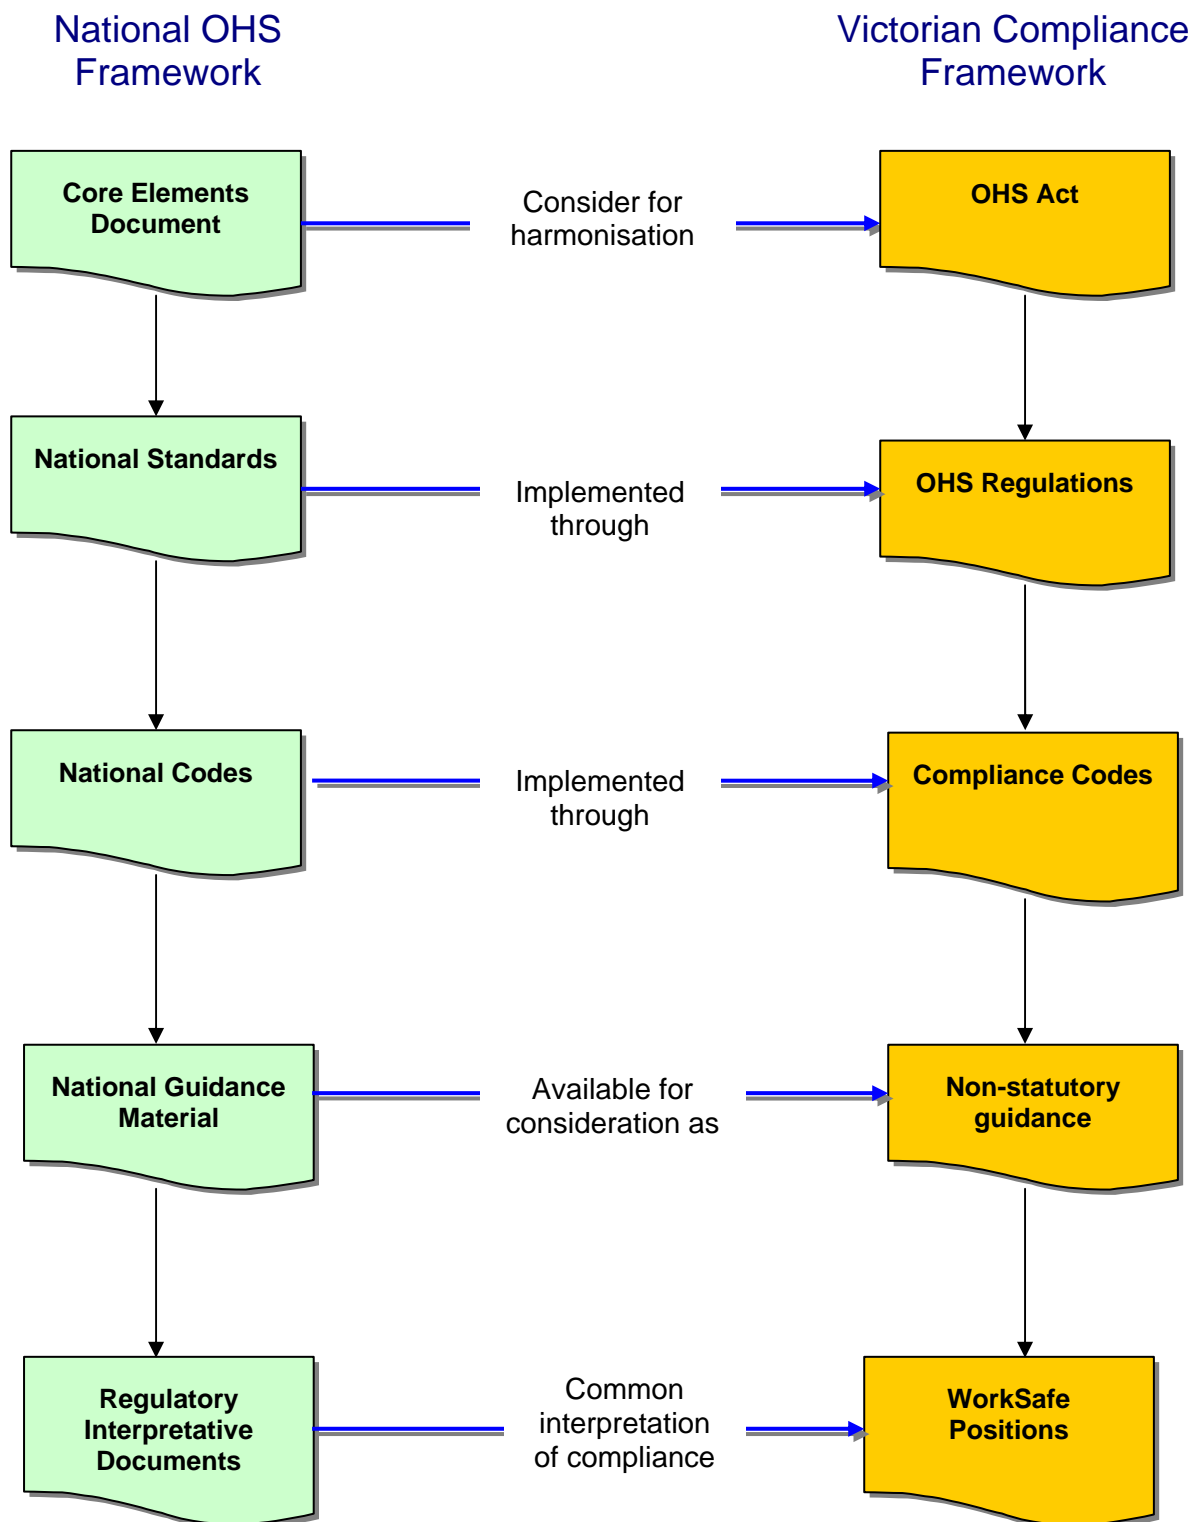 National OHS
Framework
Victorian Compliance
Framework
Core Elements
Document
Consider for
harmonisation
OHS Act
National Standards
Implemented
through
OHS Regulations
National Codes
Implemented
through
Compliance Codes
National Guidance
Material
Available for
consideration as
Non-statutory
guidance
Regulatory
Interpretative
Documents
Common
interpretation
of compliance
WorkSafe
Positions